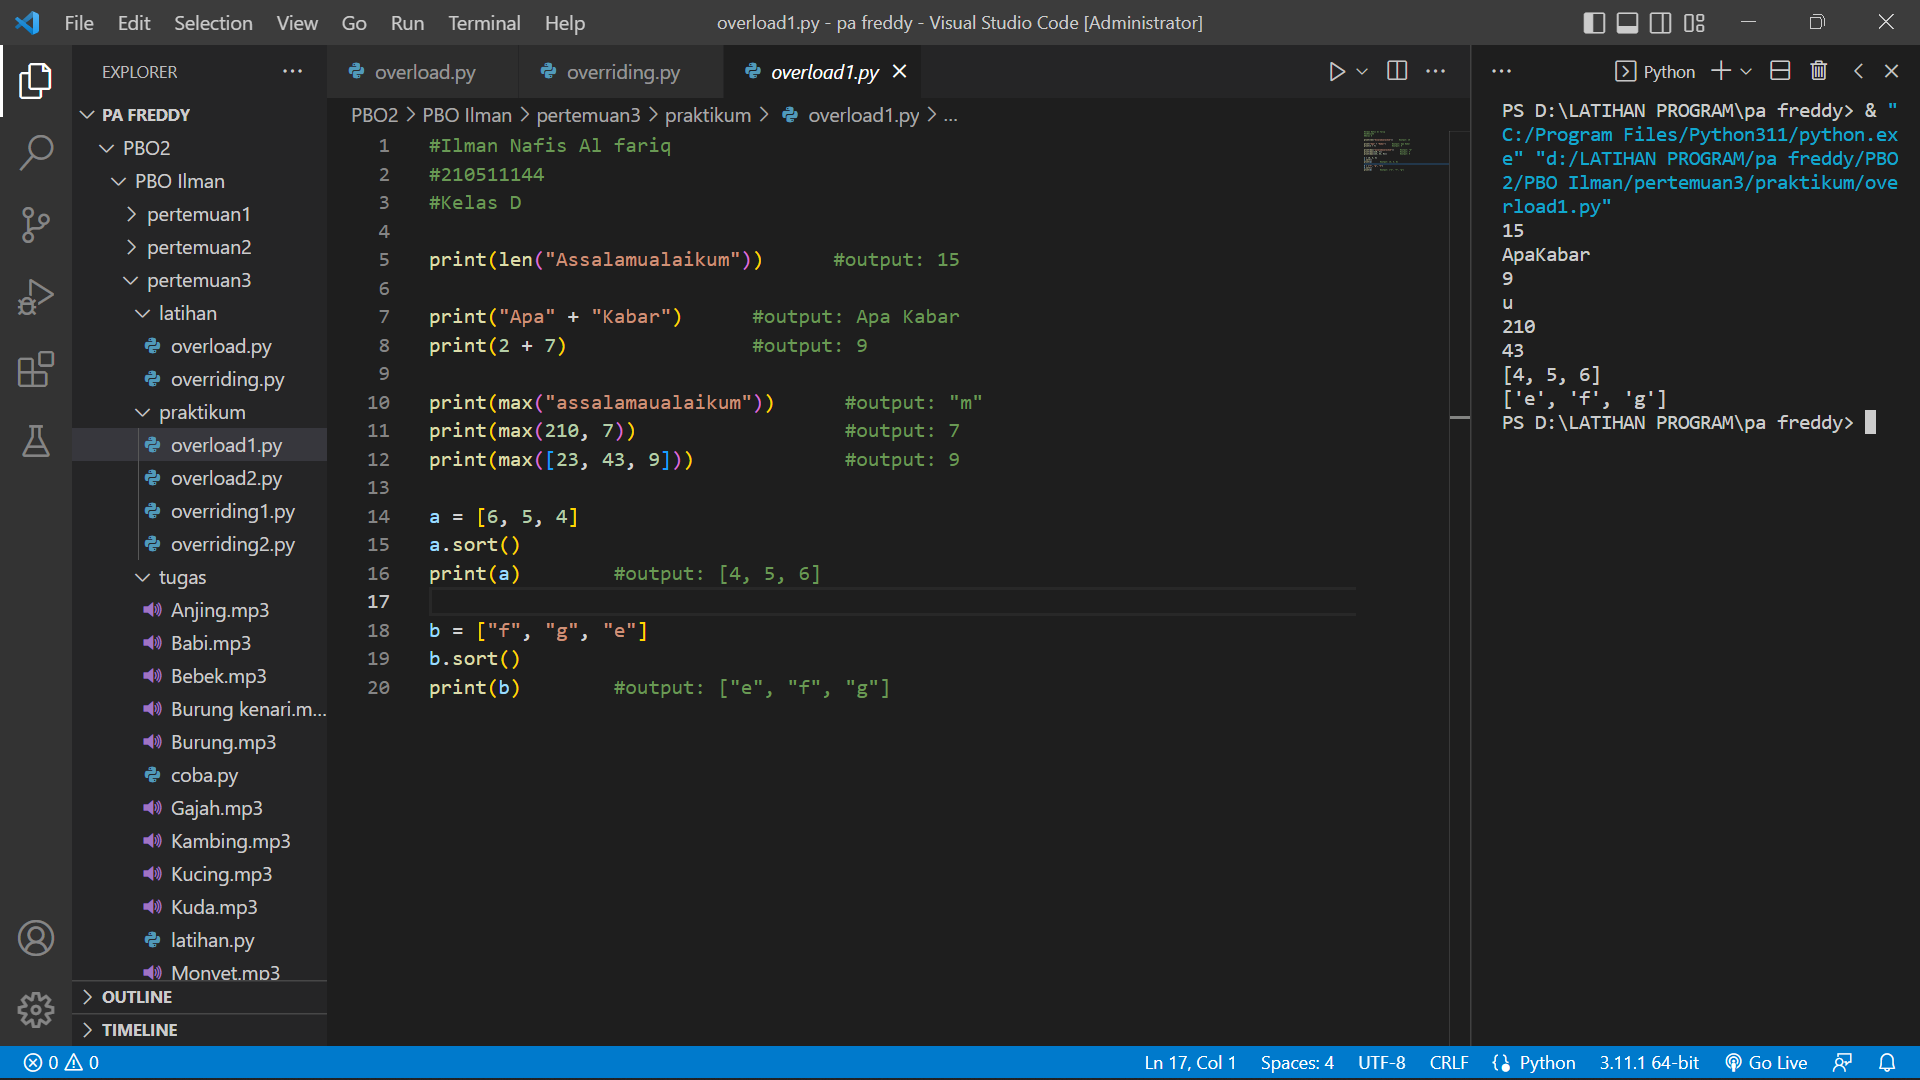 File Edit Selection View Go Run Terminal Help
overload1.py - pa freddy - Visual Studio Code [Administrator]
EXPLORER
PA FREDDY
PBO2
PBO Ilman
pertemuan1
pertemuan2
pertemuan3
latihan
overload.py
overriding.py
praktikum
overload1.py
overload2.py
overriding1.py
overriding2.py
tugas
Anjing.mp3
Babi.mp3
Bebek.mp3
Burung kenari.m...
Burung.mp3
coba.py
Gajah.mp3
Kambing.mp3
Kucing.mp3
Kuda.mp3
latihan.py
Monyet.mp3
OUTLINE
TIMELINE
overload.py overriding.py overload1.py
PBO2 > PBO Ilman > pertemuan3 > praktikum > overload1.py > ...
1 #Ilman Nafis Al fariq
2 #210511144
3 #Kelas D
4
5 print(len("Assalamualaikum")) #output: 15
6
7 print("Apa" + "Kabar") #output: Apa Kabar
8 print(2 + 7) #output: 9
9
10 print(max("assalamaualaikum")) #output: "m"
11 print(max(210, 7)) #output: 7
12 print(max([23, 43, 9])) #output: 9
13
14 a = [6, 5, 4]
15 a.sort()
16 print(a) #output: [4, 5, 6]
17
18 b = ["f", "g", "e"]
19 b.sort()
20 print(b) #output: ["e", "f", "g"]
Python
PS D:\LATIHAN PROGRAM\pa freddy> & "
C:/Program Files/Python311/python.ex
e" "d:/LATIHAN PROGRAM/pa freddy/PBO
2/PBO Ilman/pertemuan3/praktikum/ove
rload1.py"
15
ApaKabar
9
u
210
43
[4, 5, 6]
['e', 'f', 'g']
PS D:\LATIHAN PROGRAM\pa freddy>
0 0
Ln 17, Col 1 Spaces: 4 UTF-8 CRLF Python 3.11.1 64-bit Go Live